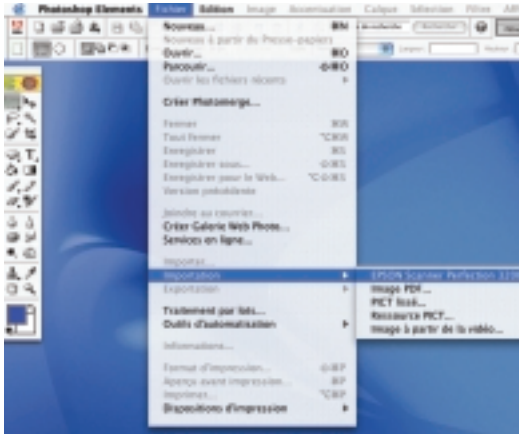 Photoshop Elements Fichier Edition Image Accentuation Calque Sélection Filtre
Nouveau... ⌘N
Nouveau à partir du Presse-papiers
Ouvrir... ⌘O
Parcourir... ⇧⌘O
Ouvrir les fichiers récents
Créer Photomerge...
Fermer ⌘W
Tout fermer ⌥⌘W
Enregistrer ⌘S
Enregistrer sous... ⇧⌘S
Enregistrer pour le Web... ⌥⇧⌘S
Version précédente
Joindre au courrier...
Créer Galerie Web Photo...
Services en ligne...
Importer...
Importation
EPSON Scanner Perfection
Exportation
Image PDF...
PICT lissé...
Ressource PICT...
Image à partir de la vidéo...
Traitement par lots...
Outils d'automatisation
Informations...
Format d'impression... ⇧⌘P
Aperçu avant impression... ⌘P
Imprimer... ⌥⌘P
Dispositions d'impression